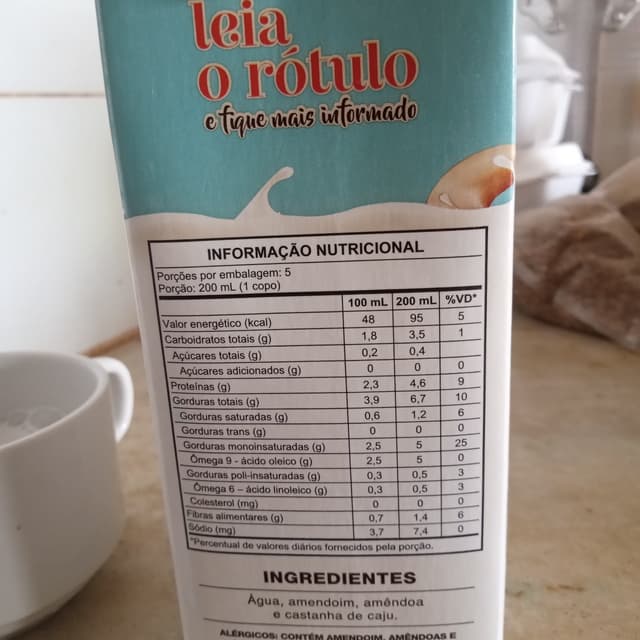 leia
o rótulo
e fique mais informado
INFORMAÇÃO NUTRICIONAL
Porções por embalagem: 5
Porção: 200 mL (1 copo)
100 mL 200 mL %VD*
Valor energético (kcal) 48 95 5
Carboidratos totais (g) 1,8 3,5 1
Açúcares totais (g) 0,2 0,4
Açúcares adicionados (g) 0 0 0
Proteínas (g) 2,3 4,6 9
Gorduras totais (g) 3,9 6,7 10
Gorduras saturadas (g) 0,6 1,2 6
Gorduras trans (g) 0 0 0
Gorduras monoinsaturadas (g) 2,5 5 25
Ômega 9 - ácido oleico (g) 2,5 5 0
Gorduras poli-insaturadas (g) 0,3 0,5 3
Ômega 6 – ácido linoleico (g) 0,3 0,5 3
Colesterol (mg) 0 0 0
Fibras alimentares (g) 0,7 1,4 6
Sódio (mg) 3,7 7,4 0
*Percentual de valores diários fornecidos pela porção.
INGREDIENTES
Água, amendoim, amêndoa
e castanha de caju.
ALÉRGICOS: CONTÉM AMENDOIM, AMÊNDOAS E